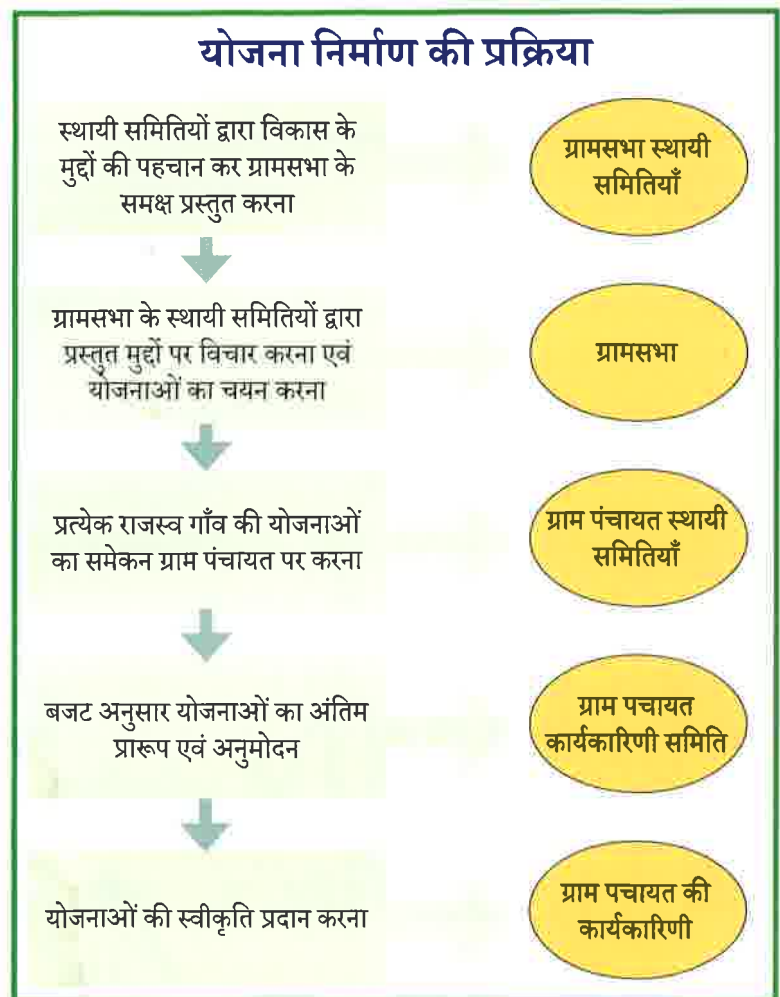 योजना निर्माण की प्रक्रिया
स्थायी समितियों द्वारा विकास के
मुद्दों की पहचान कर ग्रामसभा के
समक्ष प्रस्तुत करना
ग्रामसभा स्थायी
समितियाँ
ग्रामसभा के स्थायी समितियों द्वारा
प्रस्तुत मुद्दों पर विचार करना एवं
योजनाओं का चयन करना
ग्रामसभा
प्रत्येक राजस्व गाँव की योजनाओं
का समेकन ग्राम पंचायत पर करना
ग्राम पंचायत स्थायी
समितियाँ
बजट अनुसार योजनाओं का अंतिम
प्रारूप एवं अनुमोदन
ग्राम पचायत
कार्यकारिणी समिति
योजनाओं की स्वीकृति प्रदान करना
ग्राम पचायत की
कार्यकारिणी